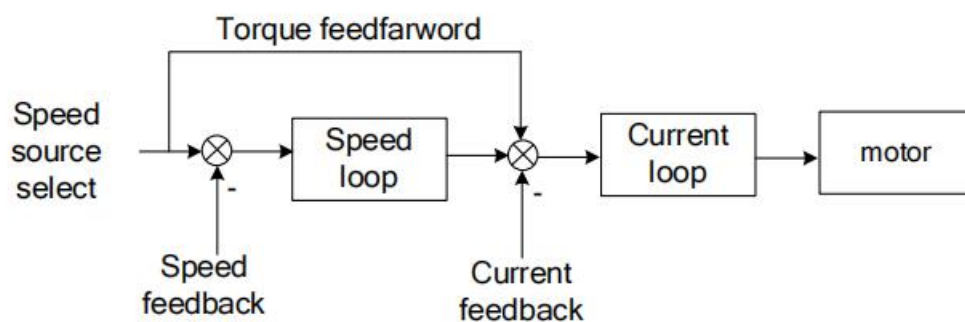 Torque feedfarword
Speed
source
select
Speed
loop
Current
loop
motor
-
-
Speed
feedback
Current
feedback